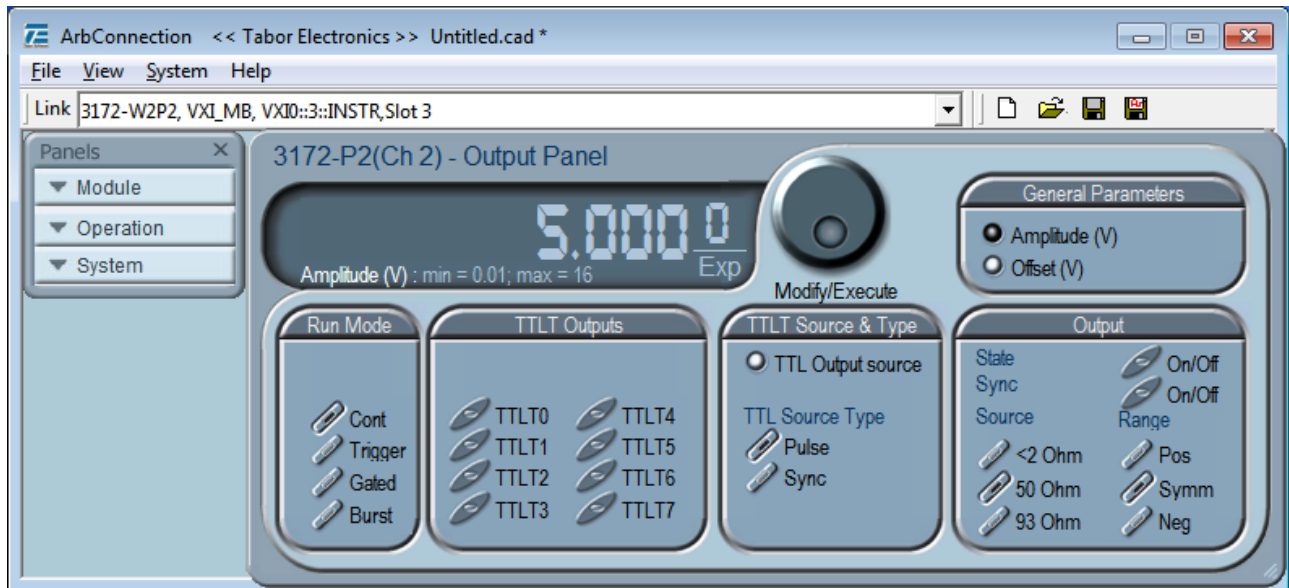 ArbConnection << Tabor Electronics >> Untitled.cad *
File View System Help
Link 3172-W2P2, VXI_MB, VXI0::3::INSTR,Slot 3
Panels
Module
Operation
System
3172-P2(Ch 2) - Output Panel
5.000 0
Exp
Amplitude (V) : min = 0.01; max = 16
Modify/Execute
General Parameters
Amplitude (V)
Offset (V)
Run Mode
Cont
Trigger
Gated
Burst
TTLT Outputs
TTLT0 TTLT4
TTLT1 TTLT5
TTLT2 TTLT6
TTLT3 TTLT7
TTLT Source & Type
TTL Output source
TTL Source Type
Pulse
Sync
Output
State On/Off
Sync On/Off
Source Range
<2 Ohm Pos
50 Ohm Symm
93 Ohm Neg